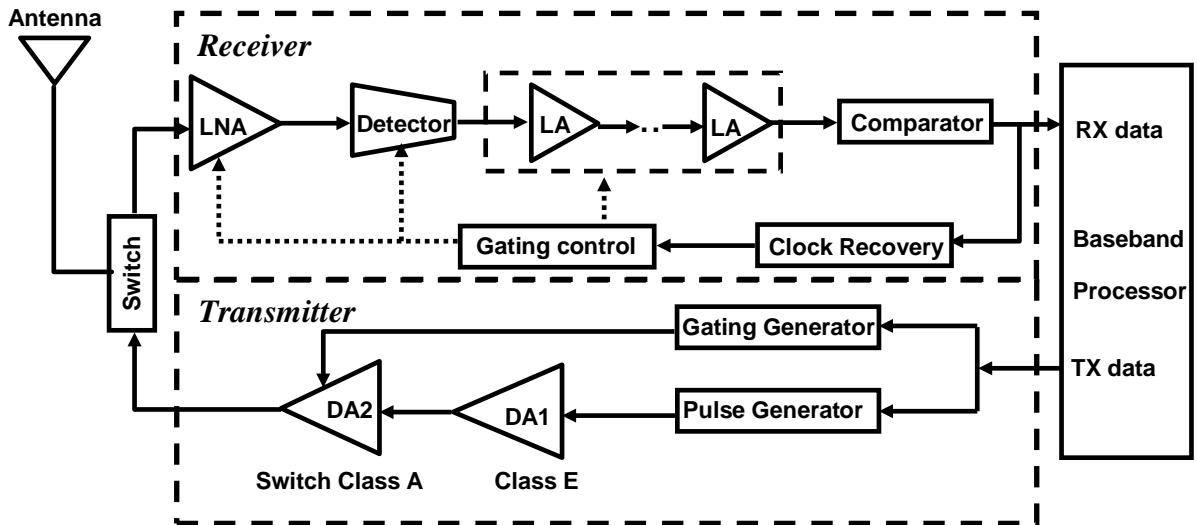 Antenna
Receiver
LNA
Detector
LA
. .
LA
Comparator
RX data
Gating control
Clock Recovery
Baseband
Processor
Switch
Transmitter
Gating Generator
TX data
DA2
DA1
Pulse Generator
Switch Class A
Class E